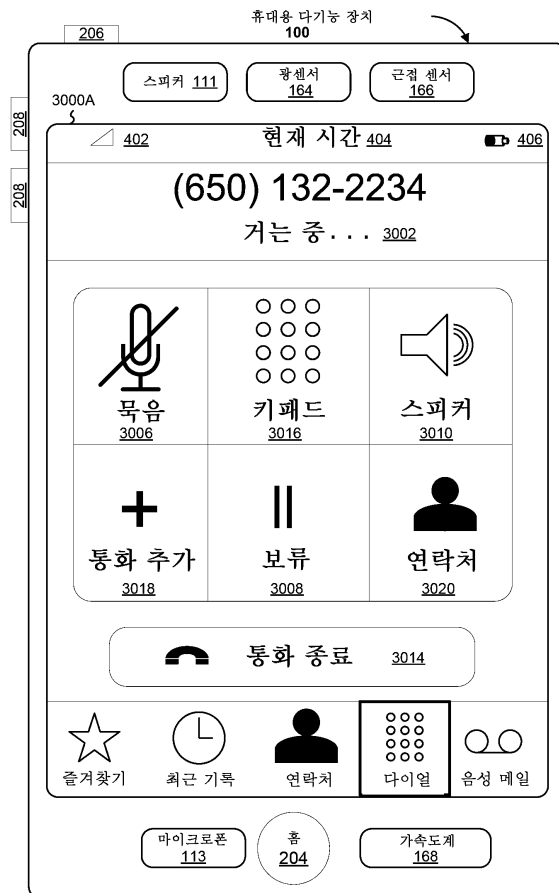 휴대용 다기능 장치
100
206
스피커 111
광센서
164
근접 센서
166
3000A
208
208
402
현재 시간 404
406
(650) 132-2234
거는 중... 3002
묵음
3006
키패드
3016
스피커
3010
통화 추가
3018
보류
3008
연락처
3020
통화 종료 3014
즐겨찾기
최근 기록
연락처
다이얼
음성 메일
마이크로폰
113
홈
204
가속도계
168